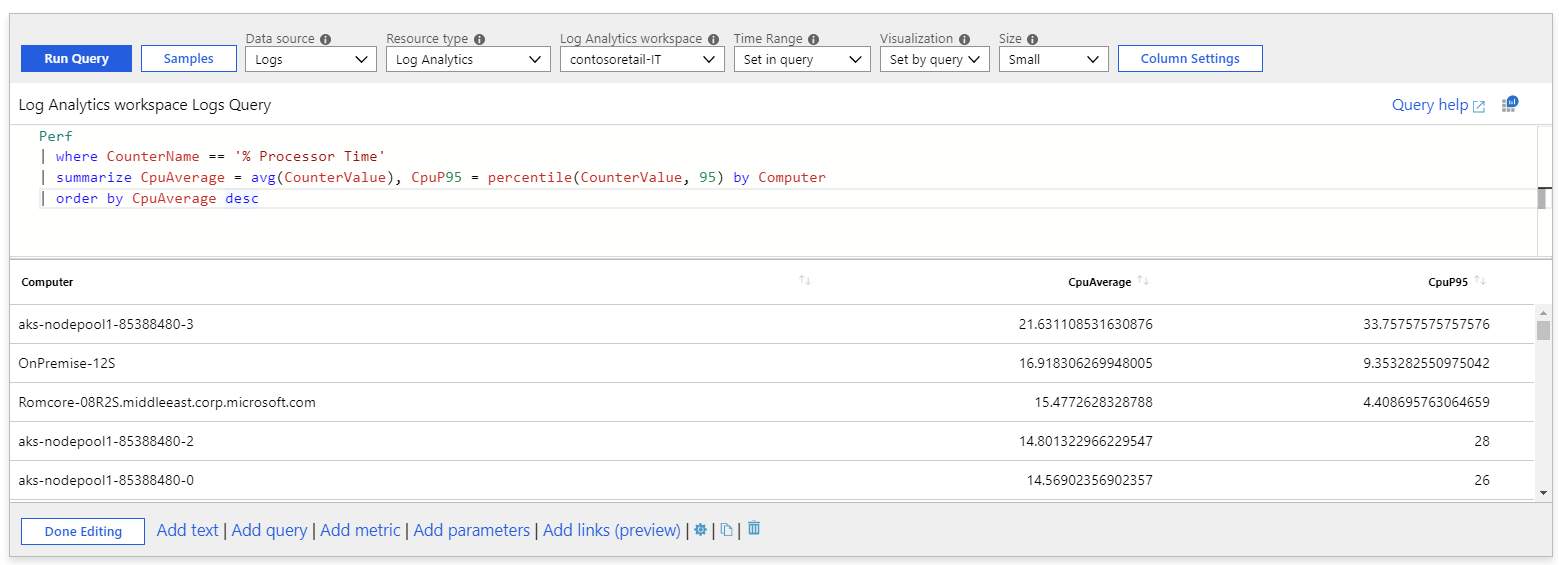 Data source Resource type Log Analytics workspace Time Range Visualization Size
Run Query Samples Logs Log Analytics contosoretail-IT Set in query Set by query Small Column Settings
Log Analytics workspace Logs Query Query help
Perf
| where CounterName == '% Processor Time'
| summarize CpuAverage = avg(CounterValue), CpuP95 = percentile(CounterValue, 95) by Computer
| order by CpuAverage desc
Computer CpuAverage CpuP95
aks-nodepool1-85388480-3 21.631108531630876 33.75757575757576
OnPremise-12S 16.918306269948005 9.353282550975042
Romcore-08R2S.middleeast.corp.microsoft.com 15.4772628328788 4.408695763064659
aks-nodepool1-85388480-2 14.801322966229547 28
aks-nodepool1-85388480-0 14.56902356902357 26
Done Editing Add text | Add query | Add metric | Add parameters | Add links (preview) | | |